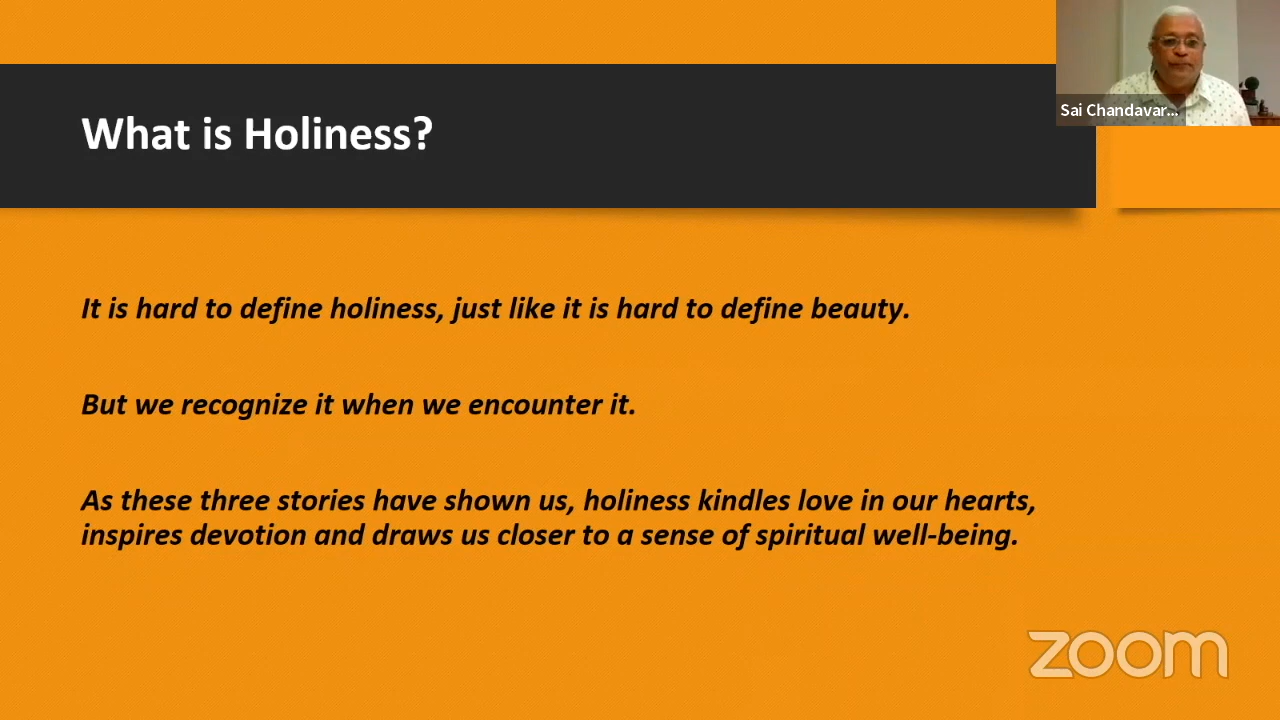 What is Holiness?
Sai Chandavar...
It is hard to define holiness, just like it is hard to define beauty.
But we recognize it when we encounter it.
As these three stories have shown us, holiness kindles love in our hearts,
inspires devotion and draws us closer to a sense of spiritual well-being.
zoom